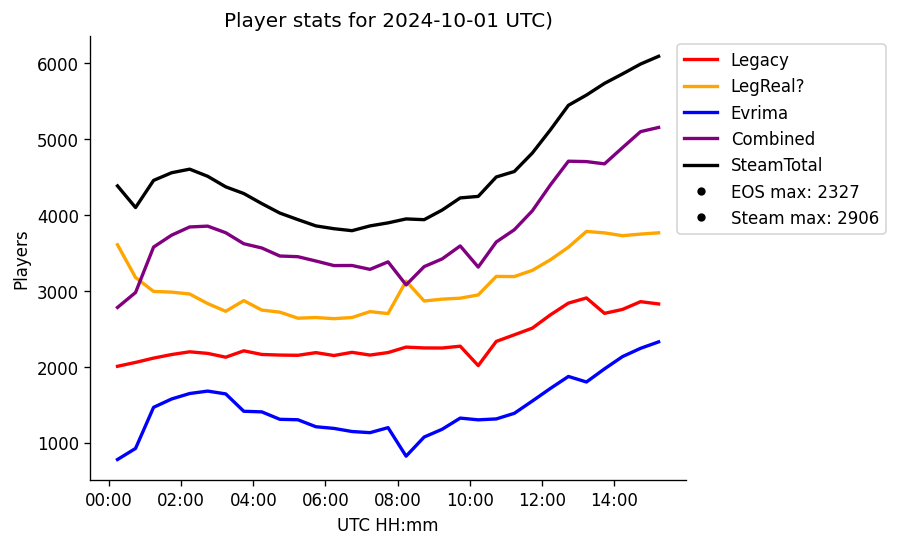 Player stats for 2024-10-01 UTC)
Legacy
LegReal?
Evrima
Combined
SteamTotal
EOS max: 2327
Steam max: 2906
6000
5000
4000
3000
2000
1000
Players
00:00 02:00 04:00 06:00 08:00 10:00 12:00 14:00
UTC HH:mm